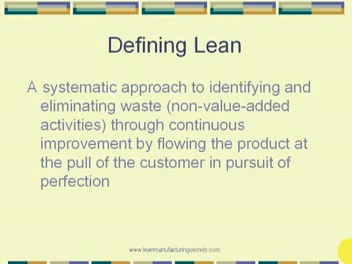 Defining Lean
A systematic approach to identifying and
eliminating waste (non-value-added
activities) through continuous
improvement by flowing the product at
the pull of the customer in pursuit of
perfection
www.learnmanufacturingsecrets.com